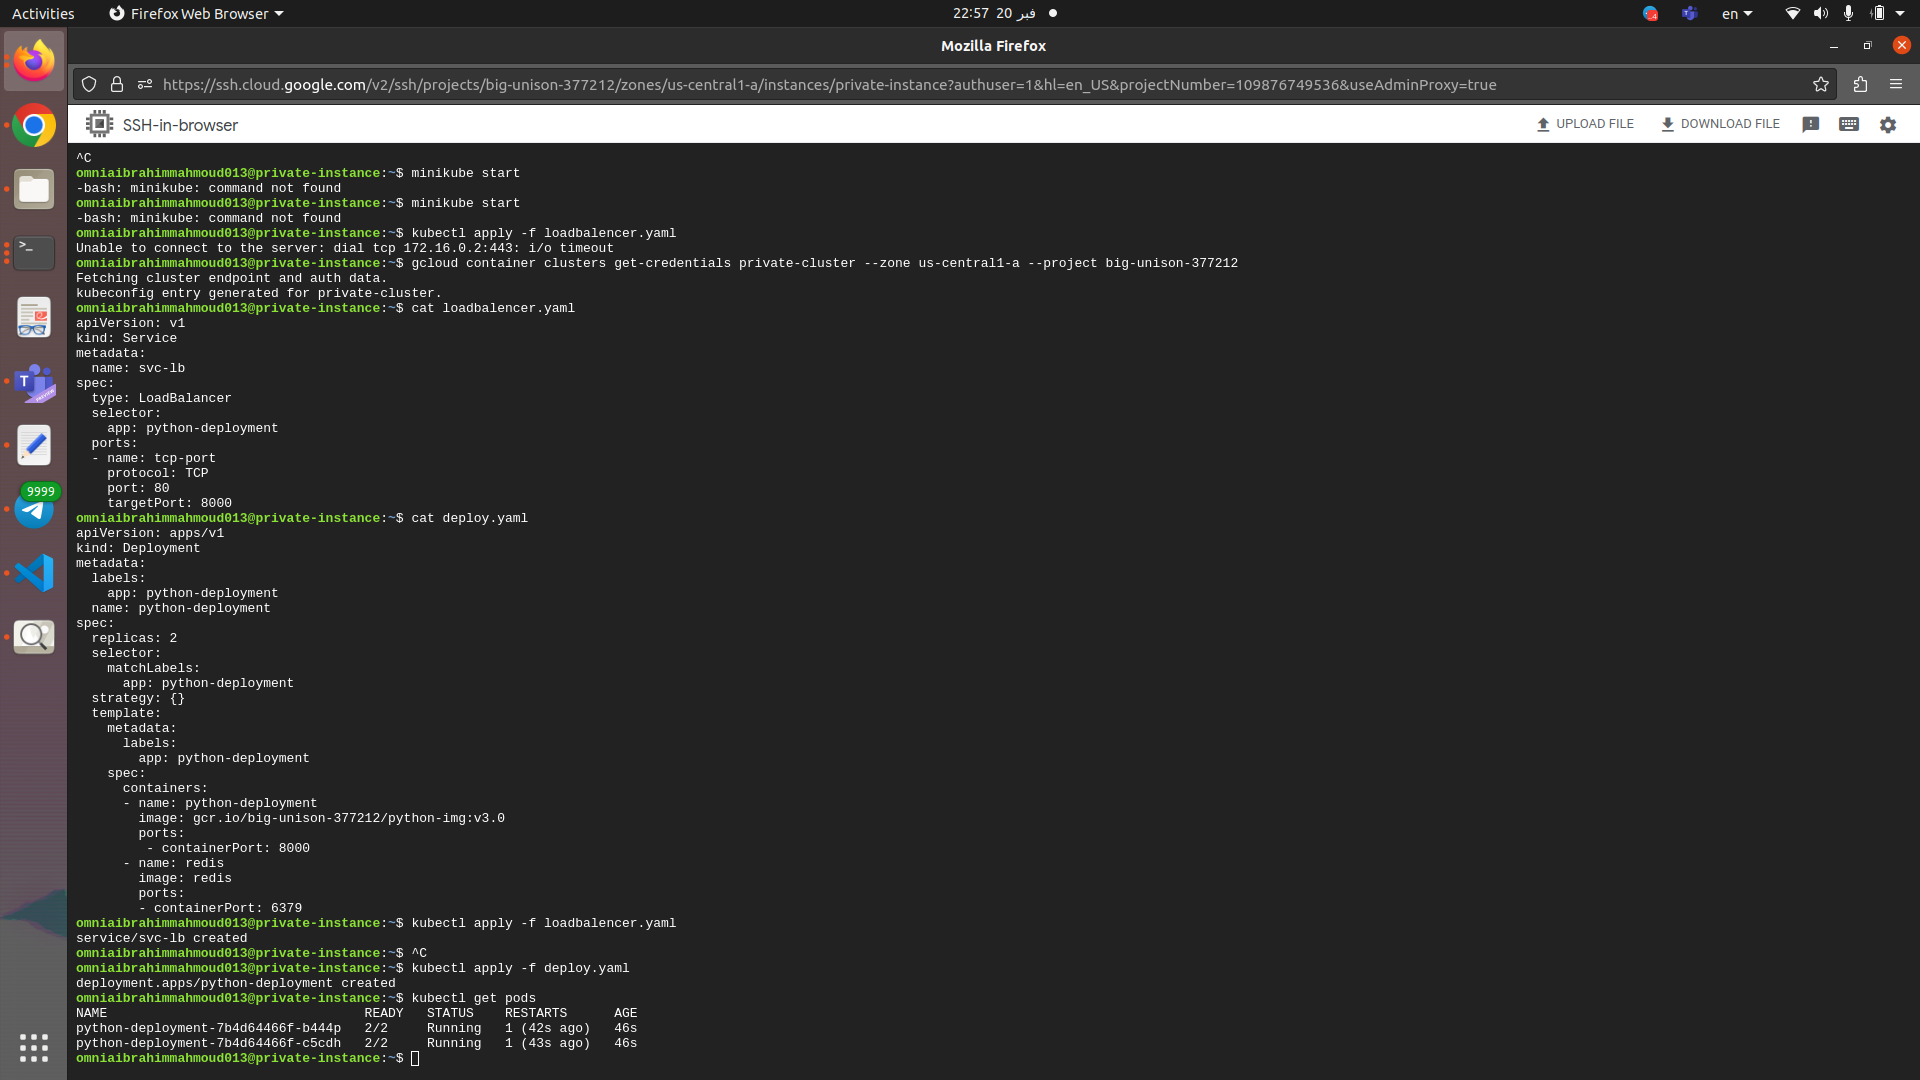 Activities
Firefox Web Browser
22:57 20 فبر
en
Mozilla Firefox
https://ssh.cloud.google.com/v2/ssh/projects/big-unison-377212/zones/us-central1-a/instances/private-instance?authuser=1&hl=en_US&projectNumber=109876749536&useAdminProxy=true
SSH-in-browser
UPLOAD FILE
DOWNLOAD FILE
9999
^C
omniaibrahimmahmoud013@private-instance:~$ minikube start
-bash: minikube: command not found
omniaibrahimmahmoud013@private-instance:~$ minikube start
-bash: minikube: command not found
omniaibrahimmahmoud013@private-instance:~$ kubectl apply -f loadbalencer.yaml
Unable to connect to the server: dial tcp 172.16.0.2:443: i/o timeout
omniaibrahimmahmoud013@private-instance:~$ gcloud container clusters get-credentials private-cluster --zone us-central1-a --project big-unison-377212
Fetching cluster endpoint and auth data.
kubeconfig entry generated for private-cluster.
omniaibrahimmahmoud013@private-instance:~$ cat loadbalencer.yaml
apiVersion: v1
kind: Service
metadata:
  name: svc-lb
spec:
  type: LoadBalancer
  selector:
    app: python-deployment
  ports:
  - name: tcp-port
    protocol: TCP
    port: 80
    targetPort: 8000
omniaibrahimmahmoud013@private-instance:~$ cat deploy.yaml
apiVersion: apps/v1
kind: Deployment
metadata:
  labels:
    app: python-deployment
  name: python-deployment
spec:
  replicas: 2
  selector:
    matchLabels:
      app: python-deployment
  strategy: {}
  template:
    metadata:
      labels:
        app: python-deployment
    spec:
      containers:
      - name: python-deployment
        image: gcr.io/big-unison-377212/python-img:v3.0
        ports:
         - containerPort: 8000
      - name: redis
        image: redis
        ports:
        - containerPort: 6379
omniaibrahimmahmoud013@private-instance:~$ kubectl apply -f loadbalencer.yaml
service/svc-lb created
omniaibrahimmahmoud013@private-instance:~$ ^C
omniaibrahimmahmoud013@private-instance:~$ kubectl apply -f deploy.yaml
deployment.apps/python-deployment created
omniaibrahimmahmoud013@private-instance:~$ kubectl get pods
NAME                                 READY   STATUS    RESTARTS      AGE
python-deployment-7b4d64466f-b444p   2/2     Running   1 (42s ago)   46s
python-deployment-7b4d64466f-c5cdh   2/2     Running   1 (43s ago)   46s
omniaibrahimmahmoud013@private-instance:~$